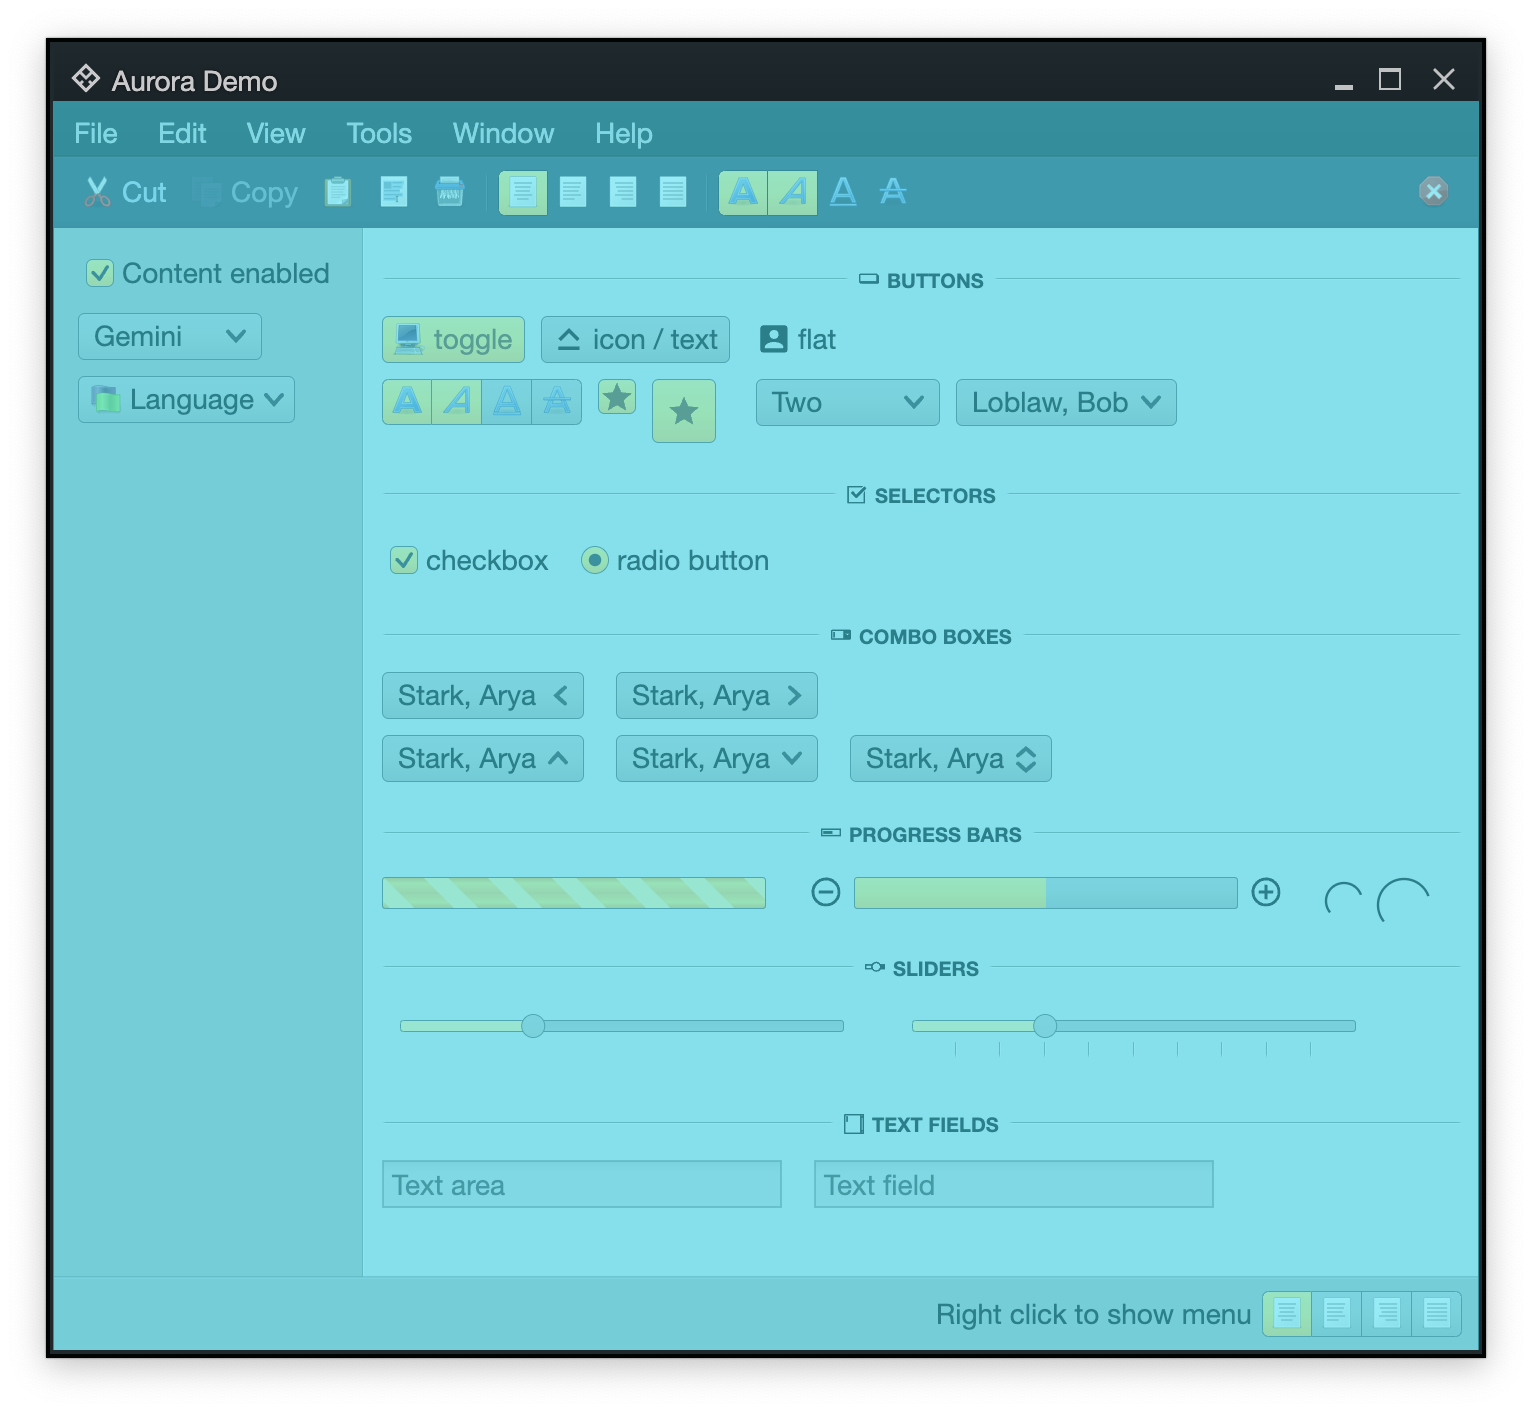 Aurora Demo
File Edit View Tools Window Help
Cut Copy
Content enabled
Gemini
Language
BUTTONS
toggle icon / text flat
Two Loblaw, Bob
SELECTORS
checkbox radio button
COMBO BOXES
Stark, Arya Stark, Arya
Stark, Arya Stark, Arya Stark, Arya
PROGRESS BARS
SLIDERS
TEXT FIELDS
Text area Text field
Right click to show menu